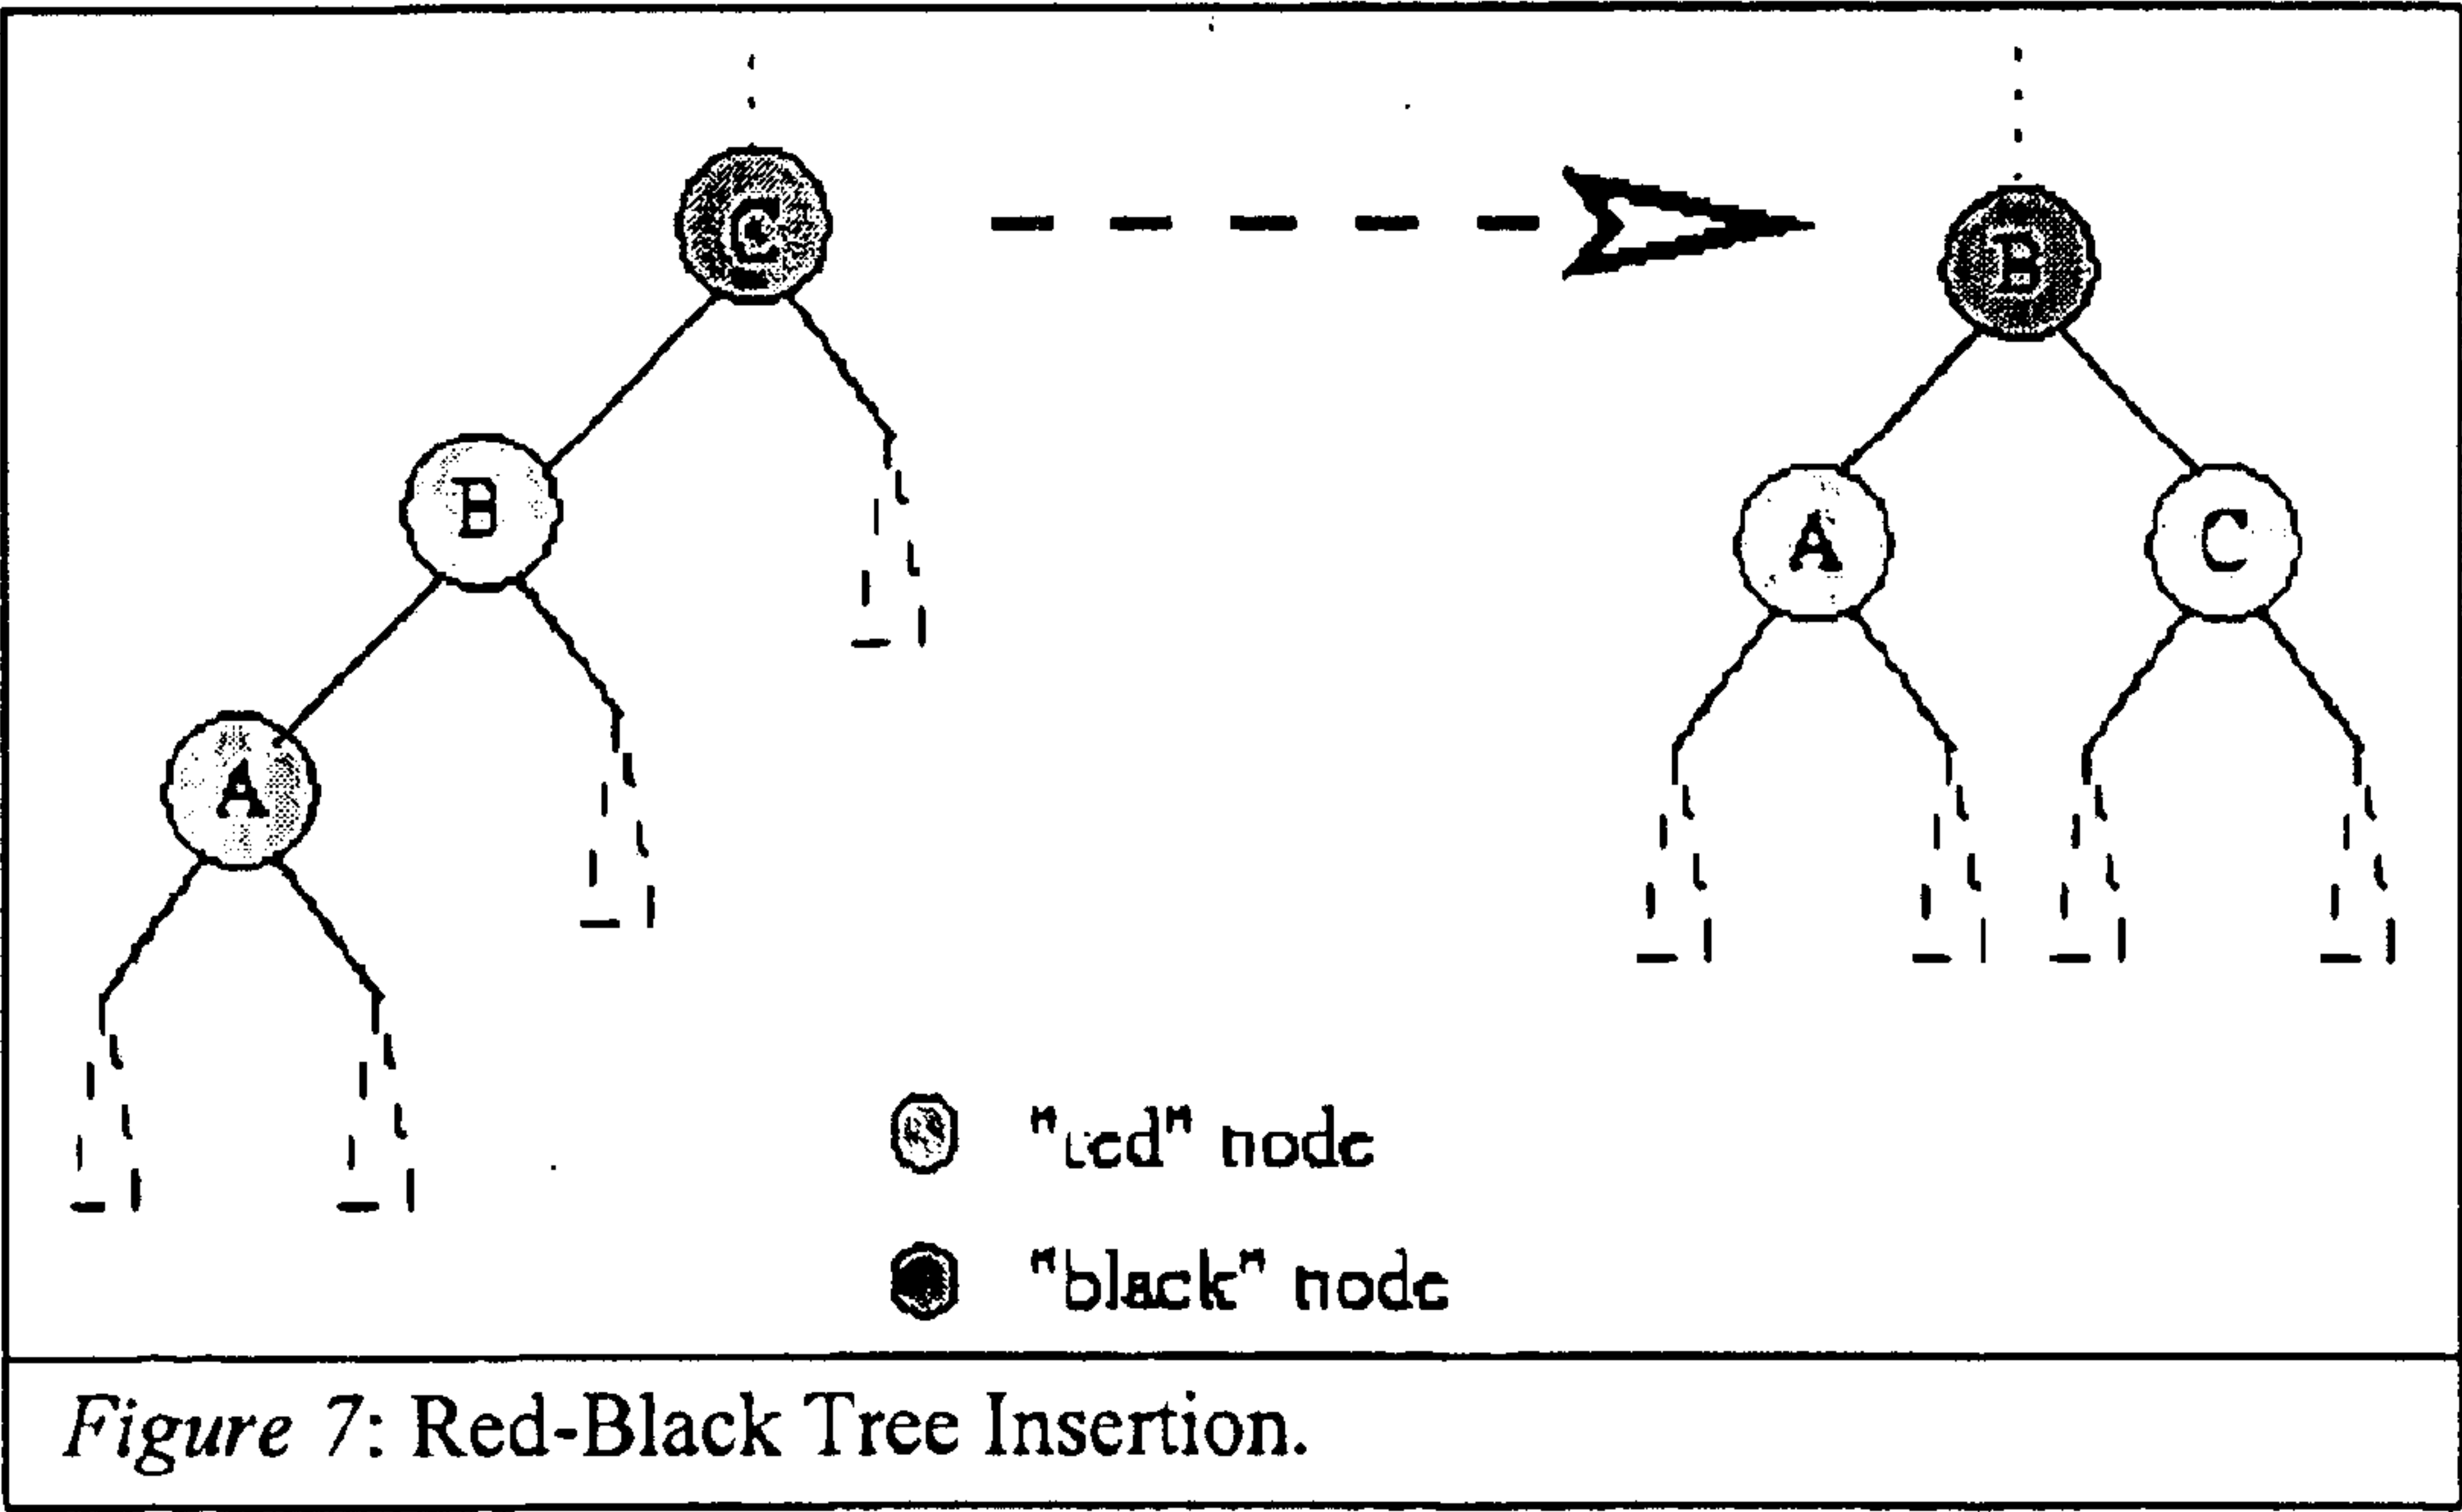 C
B
B
A
C
A
"red" node
"black" node
Figure 7: Red-Black Tree Insertion.